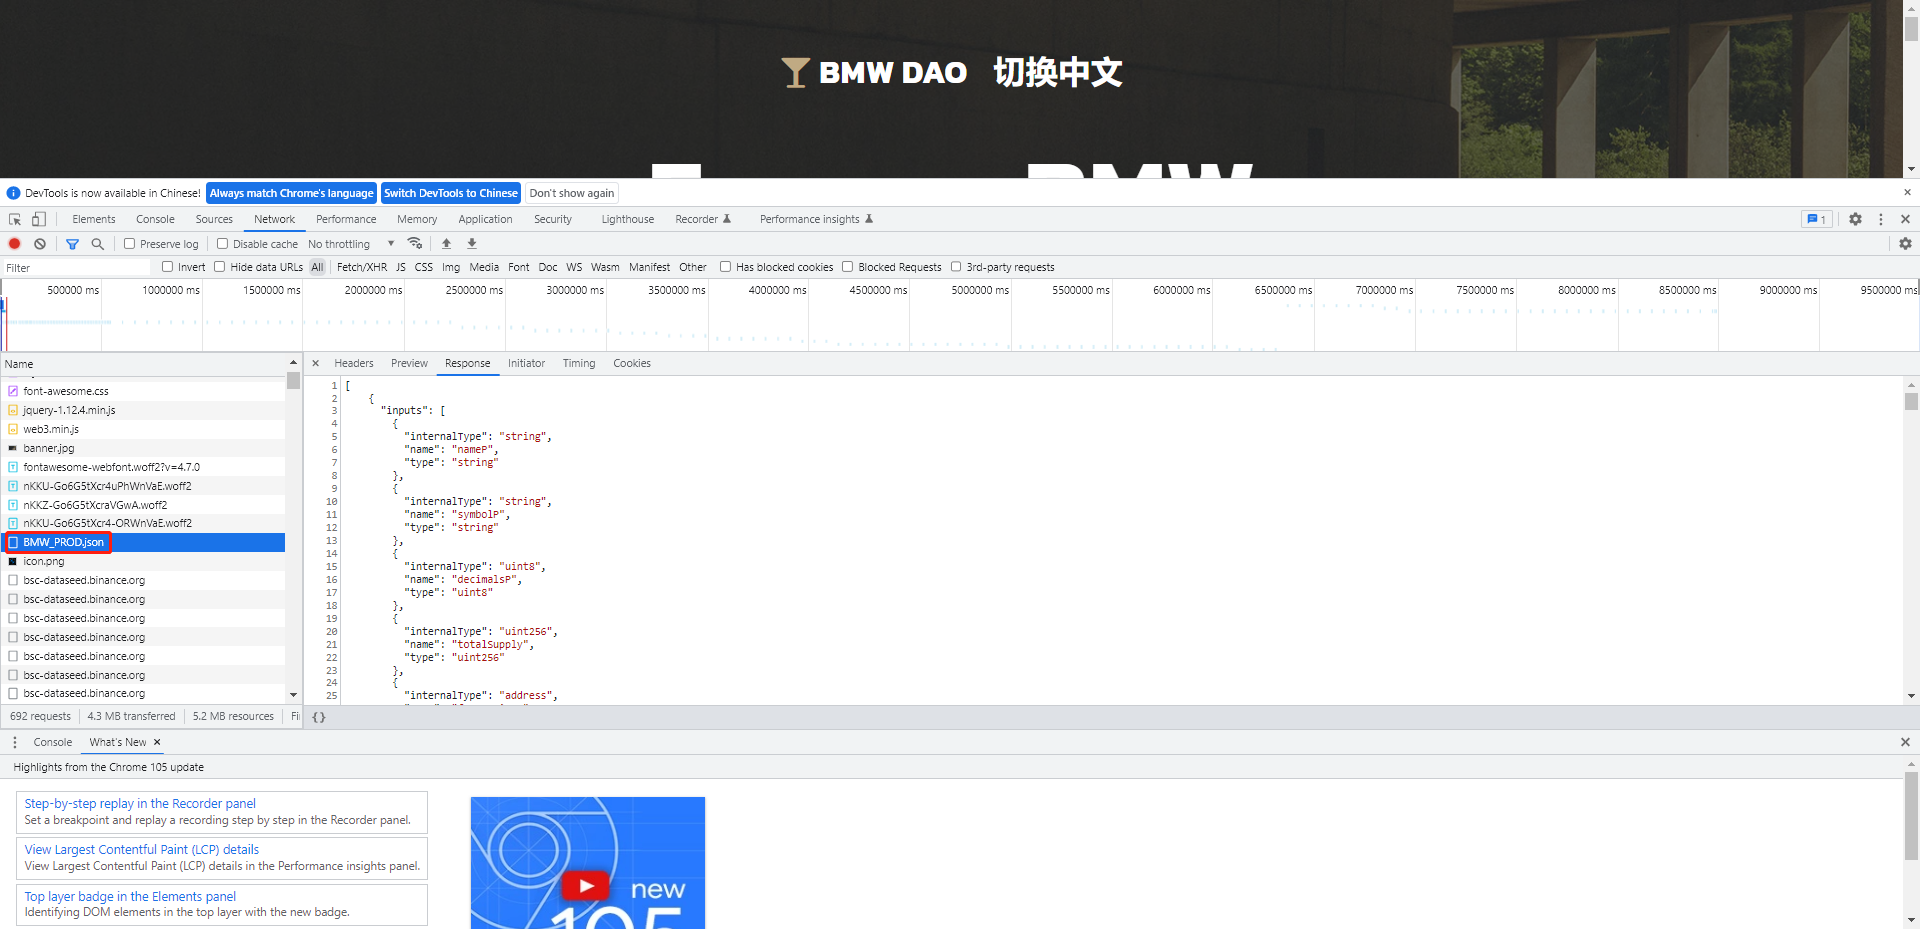 BMW DAO 切换中文
BMW
DevTools is now available in Chinese! Always match Chrome's language Switch DevTools to Chinese Don't show again
Elements Console Sources Network Performance Memory Application Security Lighthouse Recorder Performance insights 1
Preserve log Disable cache No throttling
Filter Invert Hide data URLs All Fetch/XHR JS CSS Img Media Font Doc WS Wasm Manifest Other Has blocked cookies Blocked Requests 3rd-party requests
500000 ms 1000000 ms 1500000 ms 2000000 ms 2500000 ms 3000000 ms 3500000 ms 4000000 ms 4500000 ms 5000000 ms 5500000 ms 6000000 ms 6500000 ms 7000000 ms 7500000 ms 8000000 ms 8500000 ms 9000000 ms 9500000 ms
Name
font-awesome.css
jquery-1.12.4.min.js
web3.min.js
banner.jpg
fontawesome-webfont.woff2?v=4.7.0
nKKU-Go6G5tXcr4uPhWnVaE.woff2
nKKZ-Go6G5tXcraVGwA.woff2
nKKU-Go6G5tXcr4-ORWnVaE.woff2
BMW_PROD.json
icon.png
bsc-dataseed.binance.org
bsc-dataseed.binance.org
bsc-dataseed.binance.org
bsc-dataseed.binance.org
bsc-dataseed.binance.org
bsc-dataseed.binance.org
bsc-dataseed.binance.org
692 requests 4.3 MB transferred 5.2 MB resources Fi
Headers Preview Response Initiator Timing Cookies
1 [
2 {
3 "inputs": [
4 {
5 "internalType": "string",
6 "name": "nameP",
7 "type": "string"
8 },
9 {
10 "internalType": "string",
11 "name": "symbolP",
12 "type": "string"
13 },
14 {
15 "internalType": "uint8",
16 "name": "decimalsP",
17 "type": "uint8"
18 },
19 {
20 "internalType": "uint256",
21 "name": "totalSupply",
22 "type": "uint256"
23 },
24 {
25 "internalType": "address",
{}
Console What's New
Highlights from the Chrome 105 update
Step-by-step replay in the Recorder panel
Set a breakpoint and replay a recording step by step in the Recorder panel.
View Largest Contentful Paint (LCP) details
View Largest Contentful Paint (LCP) details in the Performance insights panel.
Top layer badge in the Elements panel
Identifying DOM elements in the top layer with the new badge.
new
105